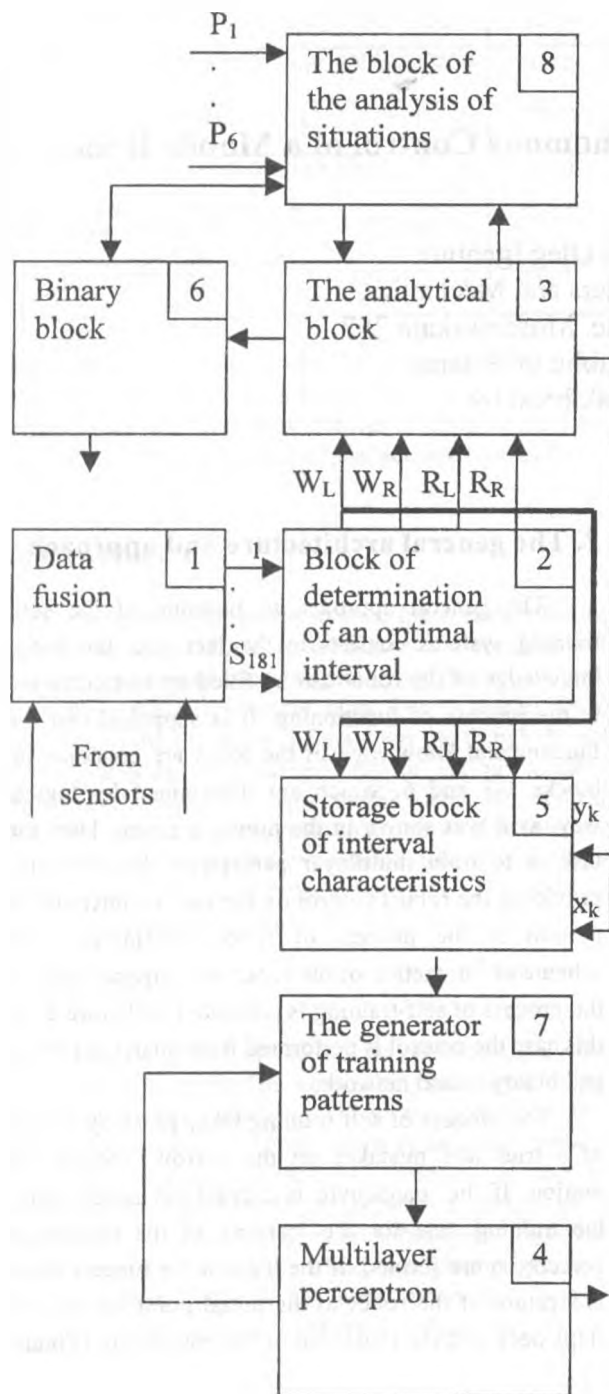 P1
.
.
P6
The block of 8
the analysis of
situations
Binary 6
block
The analytical 3
block
WL WR RL RR
Data 1
fusion
S181
Block of 2
determination
of an optimal
interval
From
sensors
WL WR RL RR
Storage block 5
of interval
characteristics
yk
xk
The generator 7
of training
patterns
Multilayer 4
perceptron